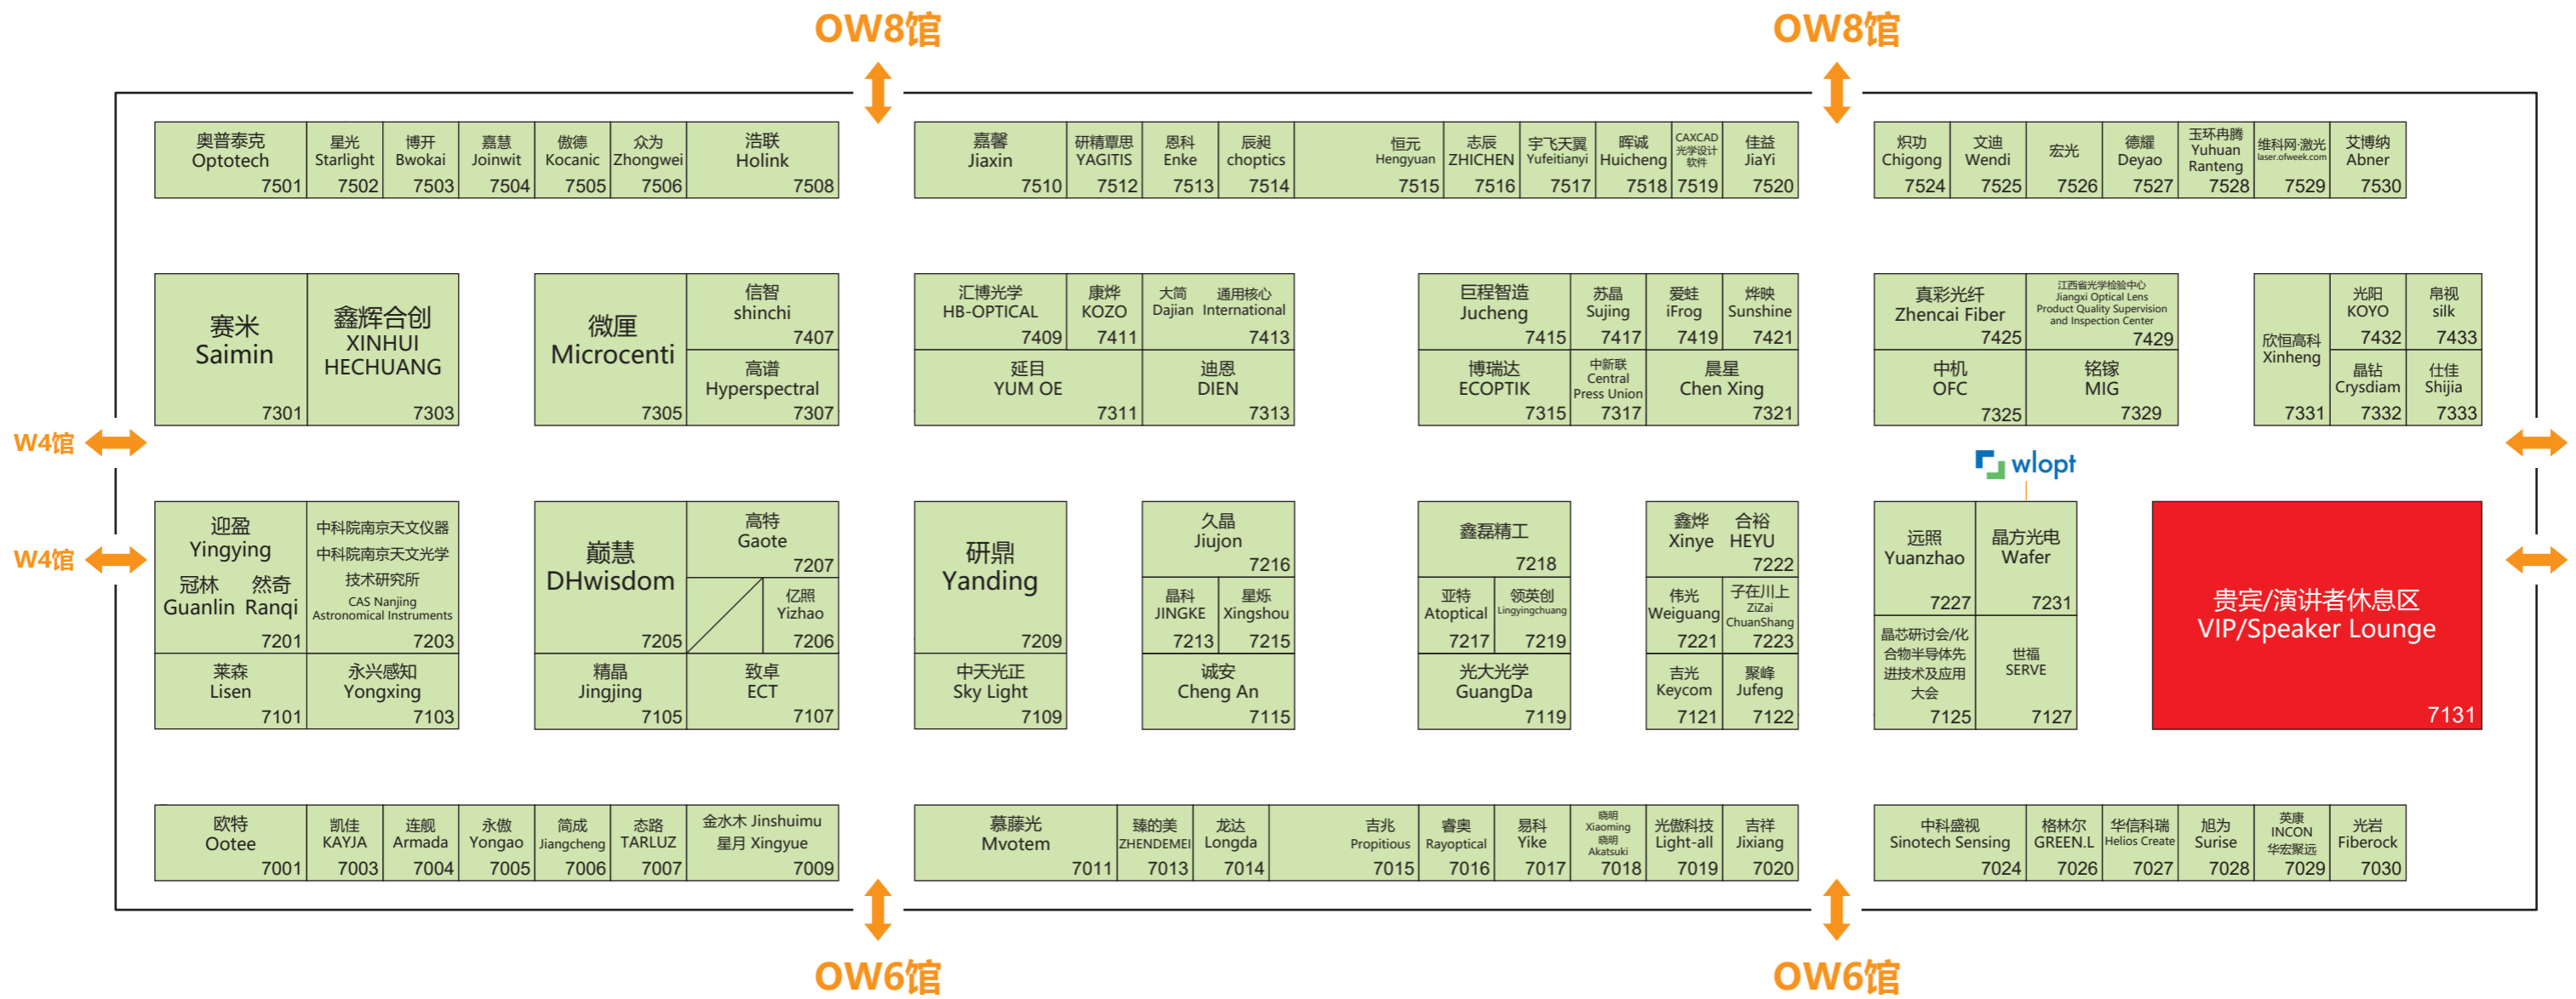 OW8馆
OW8馆
奥普泰克
Optotech
7501
星光
Starlight
7502
博开
Bwokai
7503
嘉慧
Joinwit
7504
傲德
Kocanic
7505
众为
Zhongwei
7506
浩联
Holink
7508
嘉馨
Jiaxin
7510
研精覃思
YAGITIS
7512
恩科
Enke
7513
辰昶
choptics
7514
恒元
Hengyuan
7515
志辰
ZHICHEN
7516
宇飞天翼
Yufeitianyi
7517
晖诚
Huicheng
7518
CAXCAD
光学设计
软件
7519
佳益
JiaYi
7520
炽功
Chigong
7524
文迪
Wendi
7525
宏光
7526
德耀
Deyao
7527
玉环冉腾
Yuhuan
Ranteng
7528
维科网·激光
laser.ofweek.com
7529
艾博纳
Abner
7530
赛米
Saimin
7301
鑫辉合创
XINHUI
HECHUANG
7303
微厘
Microcenti
7305
信智
shinchi
7407
高谱
Hyperspectral
7307
汇博光学
HB-OPTICAL
7409
康烨
KOZO
7411
大简 通用核心
Dajian International
7413
延目
YUM OE
7311
迪恩
DIEN
7313
巨程智造
Jucheng
7415
苏晶
Sujing
7417
爱蛙
iFrog
7419
烨映
Sunshine
7421
博瑞达
ECOPTIK
7315
中新联
Central
Press Union
7317
晨星
Chen Xing
7321
真彩光纤
Zhencai Fiber
7425
江西省光学检验中心
Jiangxi Optical Lens
Product Quality Supervision
and Inspection Center
7429
中机
OFC
7325
铭镓
MIG
7329
欣恒高科
Xinheng
7331
光阳
KOYO
7432
帛视
silk
7433
晶钻
Crysdiam
7332
仕佳
Shijia
7333
W4馆
wlopt
W4馆
迎盈
Yingying
冠林 然奇
Guanlin Ranqi
7201
中科院南京天文仪器
中科院南京天文光学
技术研究所
CAS Nanjing
Astronomical Instruments
7203
莱森
Lisen
7101
永兴感知
Yongxing
7103
巅慧
DHwisdom
7205
高特
Gaote
7207
亿照
Yizhao
7206
精晶
Jingjing
7105
致卓
ECT
7107
研鼎
Yanding
7209
中天光正
Sky Light
7109
久晶
Jiujon
7216
晶科
JINGKE
7213
星烁
Xingshou
7215
诚安
Cheng An
7115
鑫磊精工
7218
亚特
Atoptical
7217
领英创
Lingyingchuang
7219
光大光学
GuangDa
7119
鑫烨 合裕
Xinye HEYU
7222
伟光
Weiguang
7221
子在川上
ZiZai
ChuanShang
7223
吉光
Keycom
7121
聚峰
Jufeng
7122
远照
Yuanzhao
7227
晶方光电
Wafer
7231
晶芯研讨会/化
合物半导体先
进技术及应用
大会
7125
世福
SERVE
7127
贵宾/演讲者休息区
VIP/Speaker Lounge
7131
欧特
Ootee
7001
凯佳
KAYJA
7003
连舰
Armada
7004
永傲
Yongao
7005
简成
Jiangcheng
7006
态路
TARLUZ
7007
金水木 Jinshuimu
星月 Xingyue
7009
慕藤光
Mvotem
7011
臻的美
ZHENDEMEI
7013
龙达
Longda
7014
吉兆
Propitious
7015
睿奥
Rayoptical
7016
易科
Yike
7017
晓明
Xiaoming
晓明
Akatsuki
7018
光傲科技
Light-all
7019
吉祥
Jixiang
7020
中科盛视
Sinotech Sensing
7024
格林尔
GREEN.L
7026
华信科瑞
Helios Create
7027
旭为
Surise
7028
英康
INCON
华宏聚远
7029
光岩
Fiberock
7030
OW6馆
OW6馆